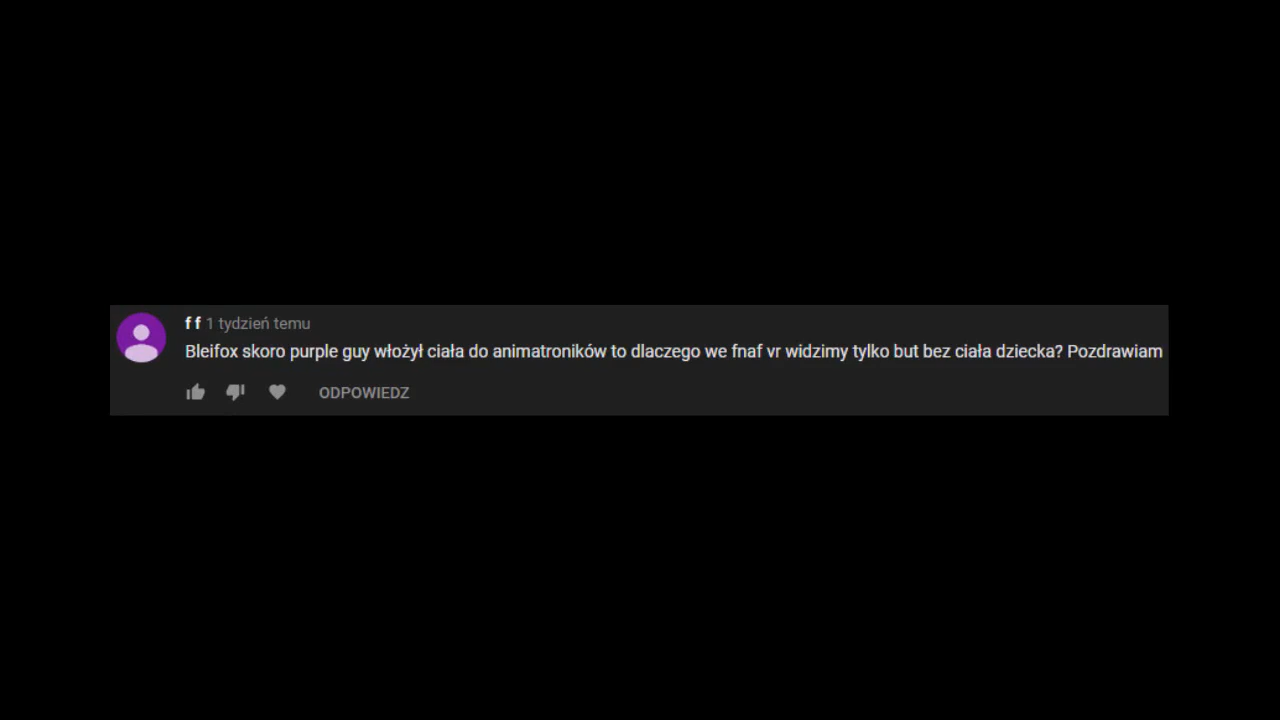 f f 1 tydzień temu
Bleifox skoro purple guy włożył ciała do animatroników to dlaczego we fnaf vr widzimy tylko but bez ciała dziecka? Pozdrawiam
ODPOWIEDZ